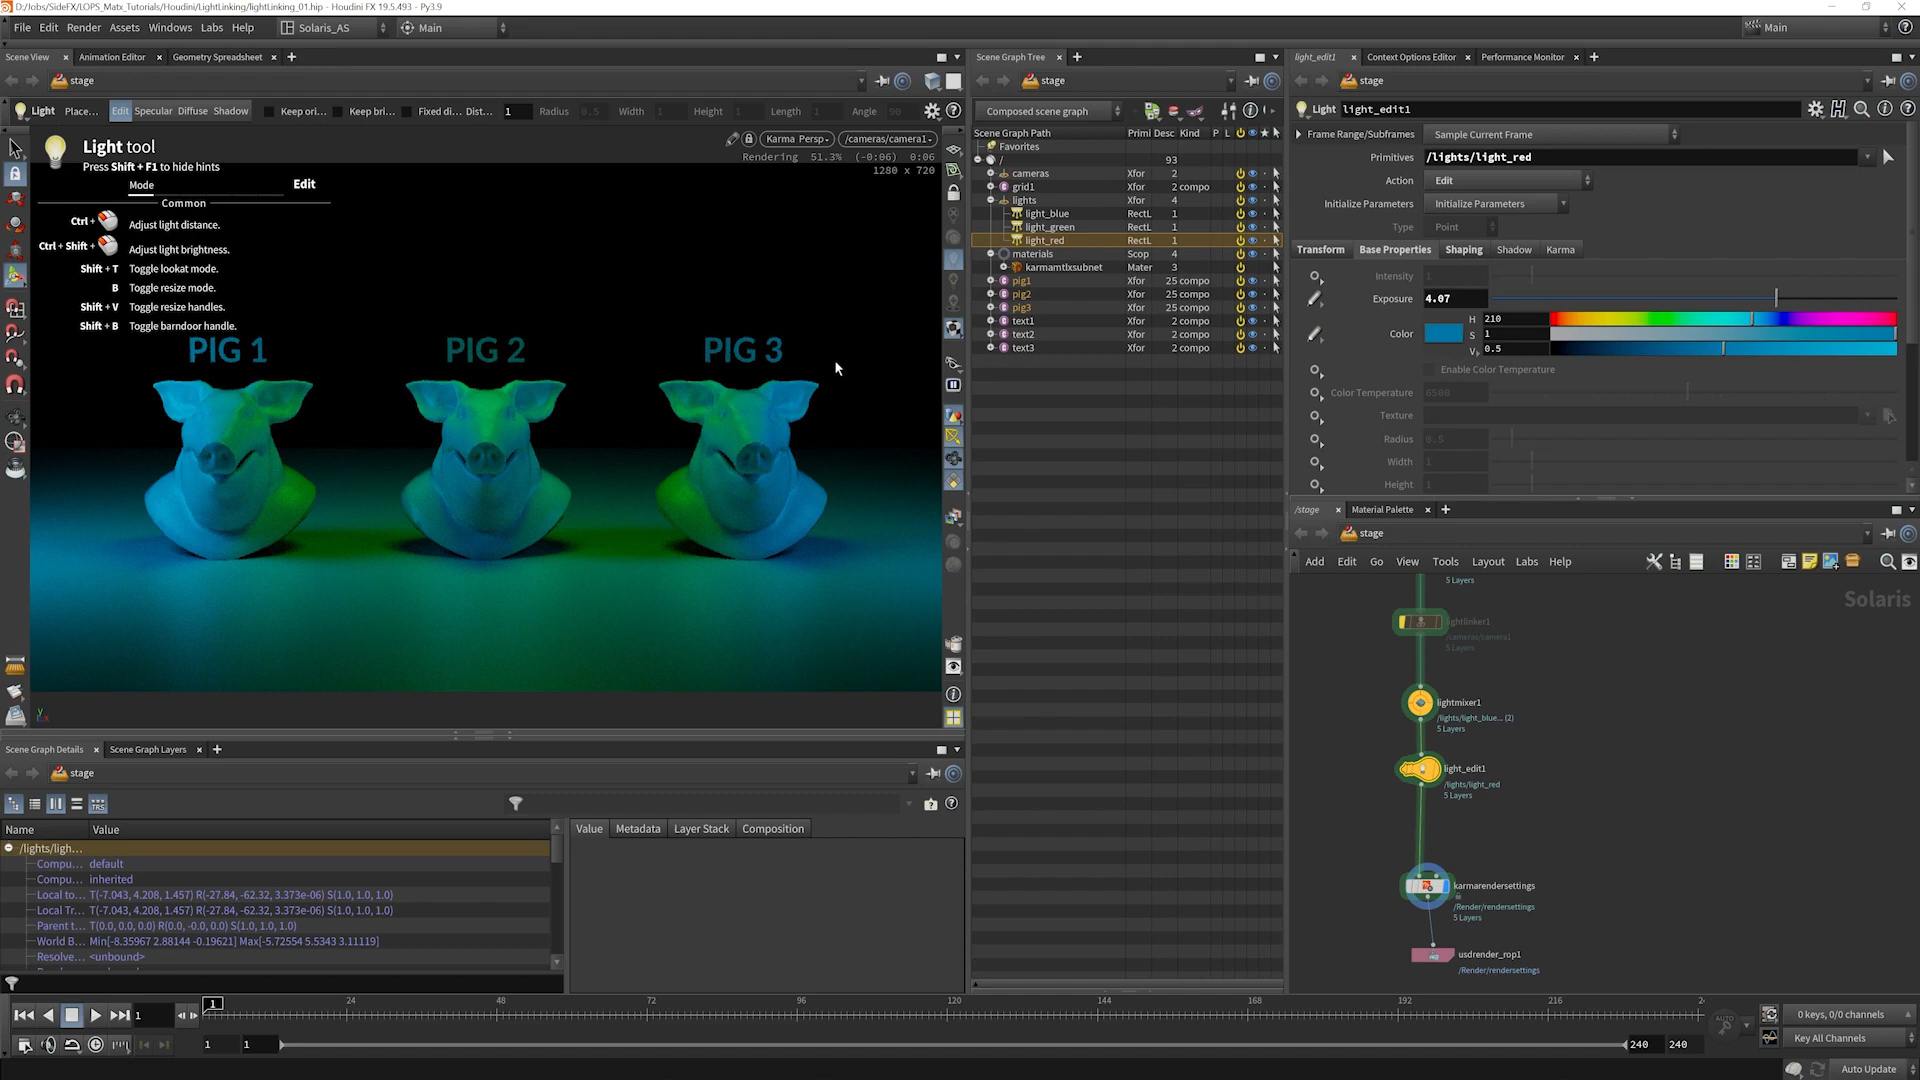 D:/Jobs/SideFX/LOPS_Matx_Tutorials/Houdini/LightLinking/lightLinking_01.hip - Houdini FX 19.5.493 - Py3.9
File Edit Render Assets Windows Labs Help Solaris_AS Main Main
Scene View Animation Editor Geometry Spreadsheet
stage
Light Place... Edit Specular Diffuse Shadow Keep ori... Keep bri... Fixed di... Dist... 1 Radius 0.5 Width 1 Height 1 Length 1 Angle 90
Light tool
Press Shift + F1 to hide hints
Mode Edit
Common
Ctrl + Adjust light distance.
Ctrl + Shift + Adjust light brightness.
Shift + T Toggle lookat mode.
B Toggle resize mode.
Shift + V Toggle resize handles.
Shift + B Toggle barndoor handle.
Karma Persp /cameras/camera1
Rendering 51.3% (-0:06) 0:06
1280 x 720
PIG 1 PIG 2 PIG 3
Scene Graph Details Scene Graph Layers
stage
Name Value
/lights/ligh...
Compu... default
Compu... inherited
Local to... T(-7.043, 4.208, 1.457) R(-27.84, -62.32, 3.373e-06) S(1.0, 1.0, 1.0)
Local Tr... T(-7.043, 4.208, 1.457) R(-27.84, -62.32, 3.373e-06) S(1.0, 1.0, 1.0)
Parent t... T(0.0, 0.0, 0.0) R(0.0, -0.0, 0.0) S(1.0, 1.0, 1.0)
World B... Min[-8.35967 2.88144 -0.19621] Max[-5.72554 5.5343 3.11119]
Resolve... <unbound>
Value Metadata Layer Stack Composition
Scene Graph Tree
stage
Composed scene graph
Scene Graph Path Primi Desc Kind P L
Favorites
/ 93
cameras Xfor 2
grid1 Xfor 2 compo
lights Xfor 4
light_blue RectL 1
light_green RectL 1
light_red RectL 1
materials Scop 4
karmamtlxsubnet Mater 3
pig1 Xfor 25 compo
pig2 Xfor 25 compo
pig3 Xfor 25 compo
text1 Xfor 2 compo
text2 Xfor 2 compo
text3 Xfor 2 compo
light_edit1 Context Options Editor Performance Monitor
stage
Light light_edit1
Frame Range/Subframes Sample Current Frame
Primitives /lights/light_red
Action Edit
Initialize Parameters Initialize Parameters
Type Point
Transform Base Properties Shaping Shadow Karma
Intensity 1
Exposure 4.07
Color H 210
S 1
V 0.5
Enable Color Temperature
Color Temperature 6500
Texture
Radius 0.5
Width 1
Height 1
/stage Material Palette
stage
Add Edit Go View Tools Layout Labs Help
Solaris
5 Layers
lightlinker1
/cameras/camera1
5 Layers
lightmixer1
/lights/light_blue... (2)
5 Layers
light_edit1
/lights/light_red
5 Layers
karmarendersettings
/Render/rendersettings
5 Layers
usdrender_rop1
/Render/rendersettings
1 24 48 72 96 120 144 168 192 216
1 AUTO 0 keys, 0/0 channels
1 1 240 240 Key All Channels
Auto Update